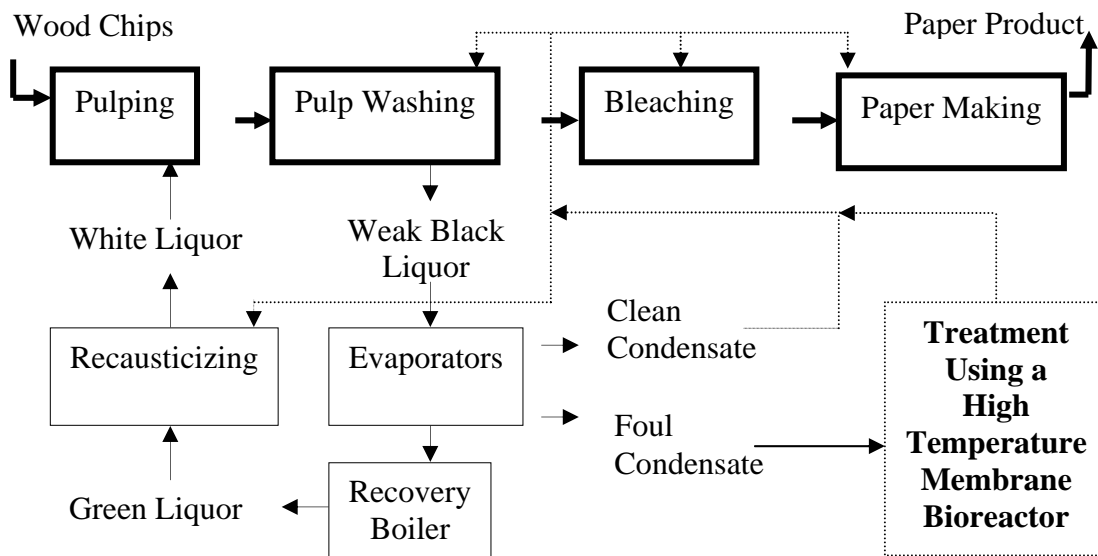 Wood Chips
Paper Product
Pulping
Pulp Washing
Bleaching
Paper Making
White Liquor
Weak Black
Liquor
Recausticizing
Evaporators
Clean
Condensate
Foul
Condensate
Treatment
Using a
High
Temperature
Membrane
Bioreactor
Green Liquor
Recovery
Boiler